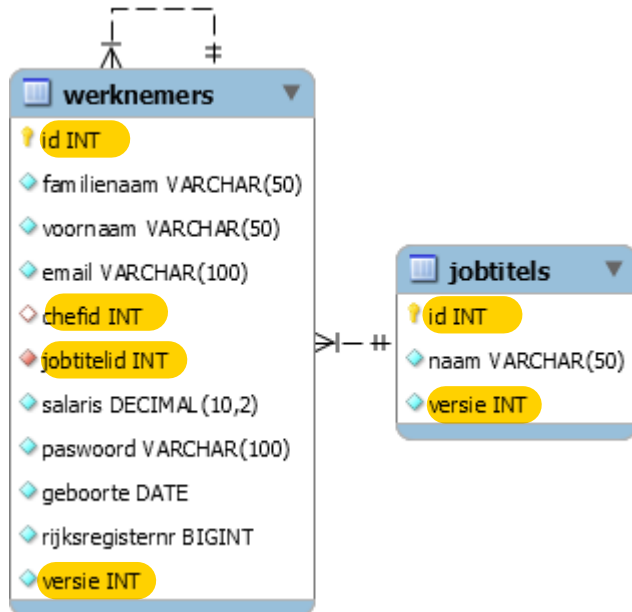 werknemers
id INT
familienaam VARCHAR(50)
voornaam VARCHAR(50)
email VARCHAR(100)
chefid INT
jobtitelid INT
salaris DECIMAL(10,2)
paswoord VARCHAR(100)
geboorte DATE
rijksregisternr BIGINT
versie INT
jobtitels
id INT
naam VARCHAR(50)
versie INT